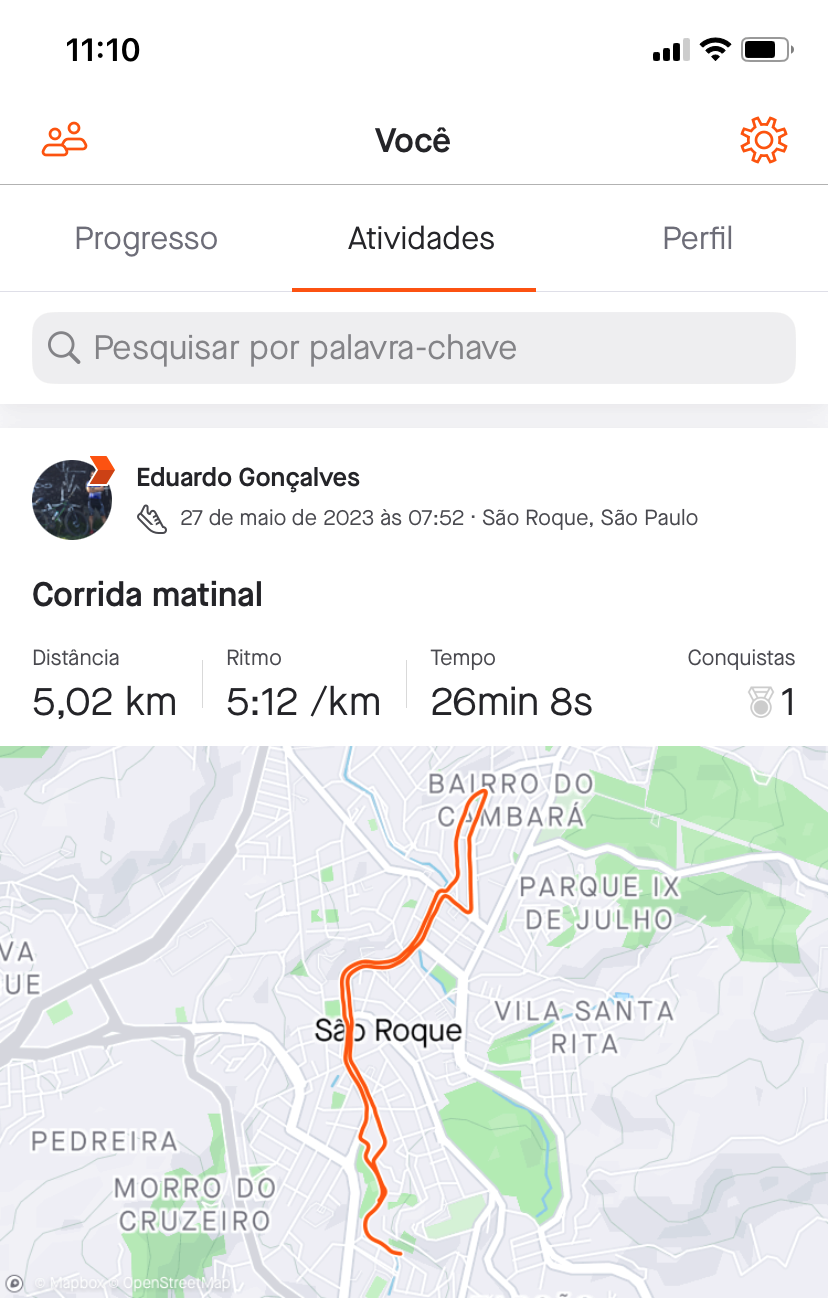 11:10
Você
Progresso Atividades Perfil
Pesquisar por palavra-chave
Eduardo Gonçalves
27 de maio de 2023 às 07:52 · São Roque, São Paulo
Corrida matinal
Distância Ritmo Tempo Conquistas
5,02 km 5:12 /km 26min 8s 1
BAIRRO DO
CAMBARÁ
PARQUE IX
DE JULHO
VA
UE
VILA SANTA
RITA
São Roque
PEDREIRA
MORRO DO
CRUZEIRO
© Mapbox © OpenStreetMap